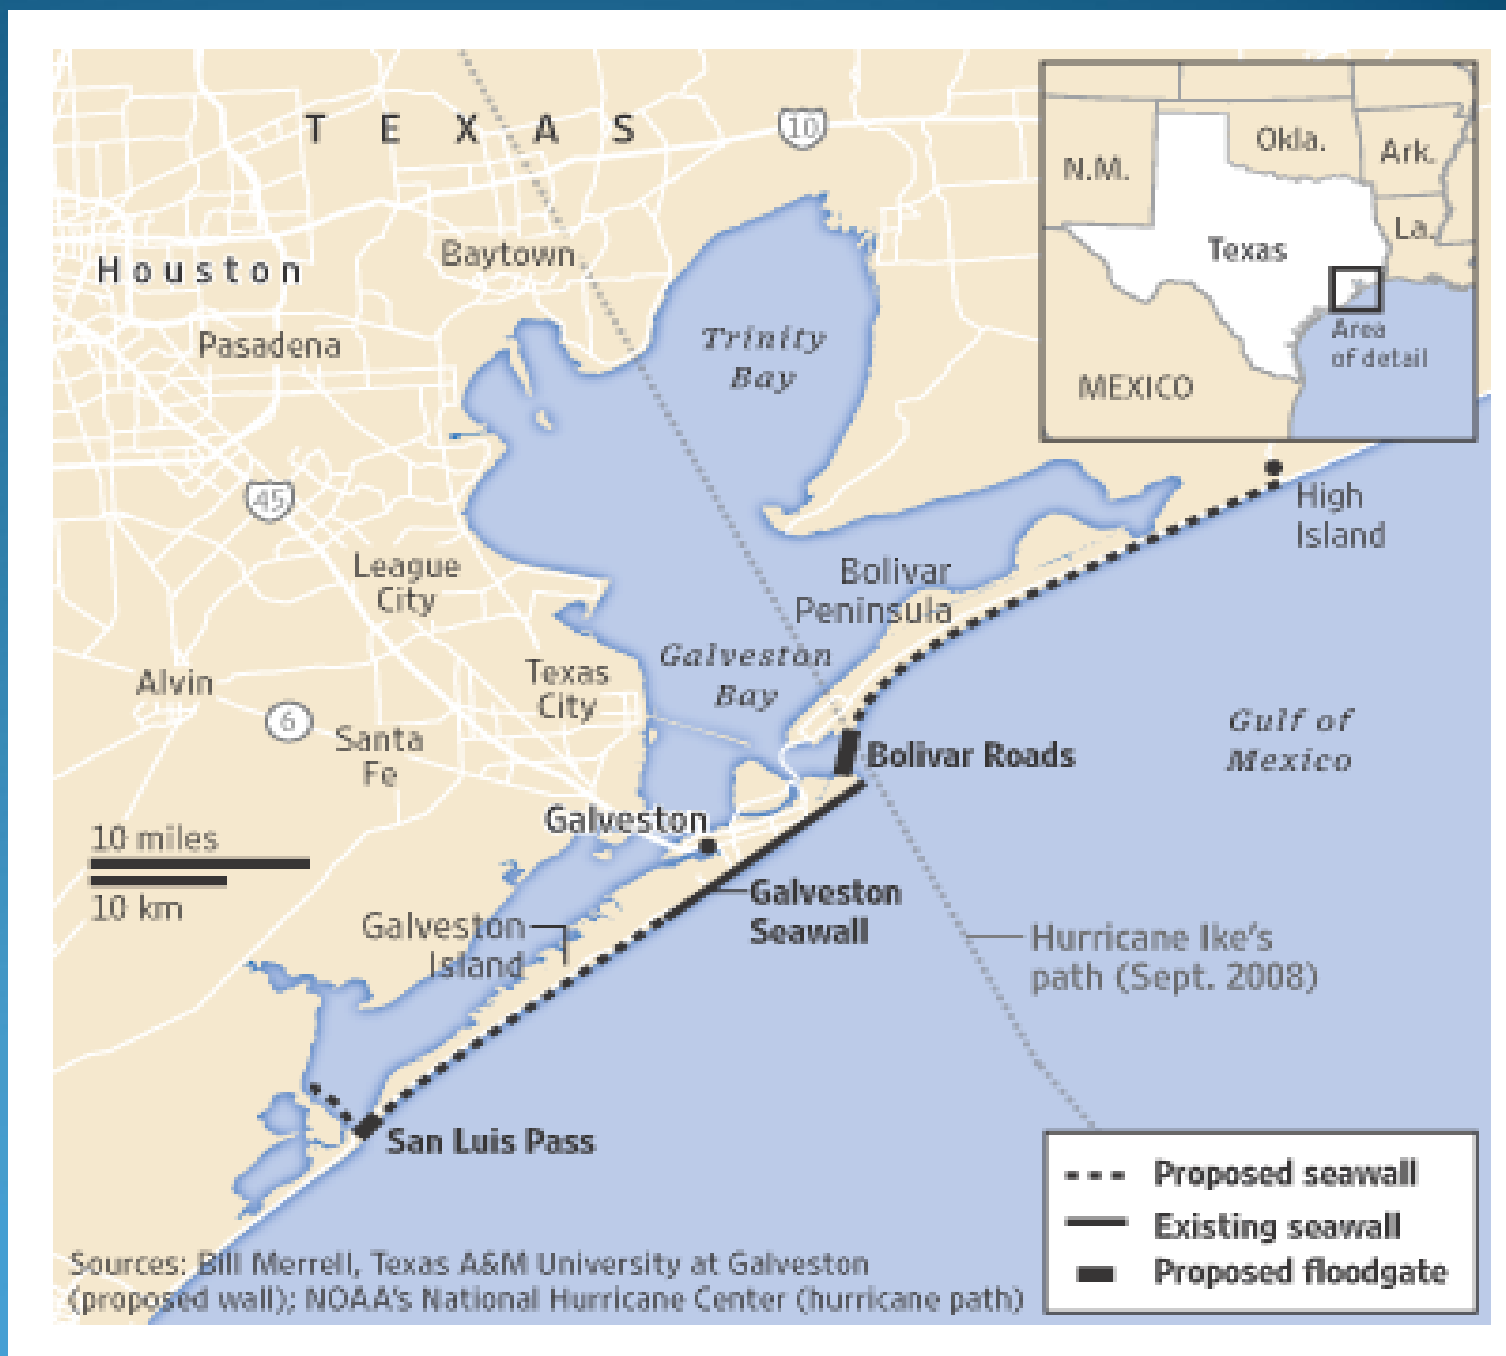 TEXAS
10
Houston
Baytown
Pasadena
Trinity
Bay
45
League
City
Alvin
6
Santa
Fe
Texas
City
Galveston
Bay
Bolivar
Peninsula
High
Island
Bolivar Roads
Gulf of
Mexico
Galveston
10 miles
10 km
Galveston
Island
Galveston
Seawall
Hurricane Ike's
path (Sept. 2008)
San Luis Pass
N.M.
Okla.
Ark.
La.
Texas
MEXICO
Area
of detail
Proposed seawall
Existing seawall
Proposed floodgate
Sources: Bill Merrell, Texas A&M University at Galveston
(proposed wall); NOAA's National Hurricane Center (hurricane path)